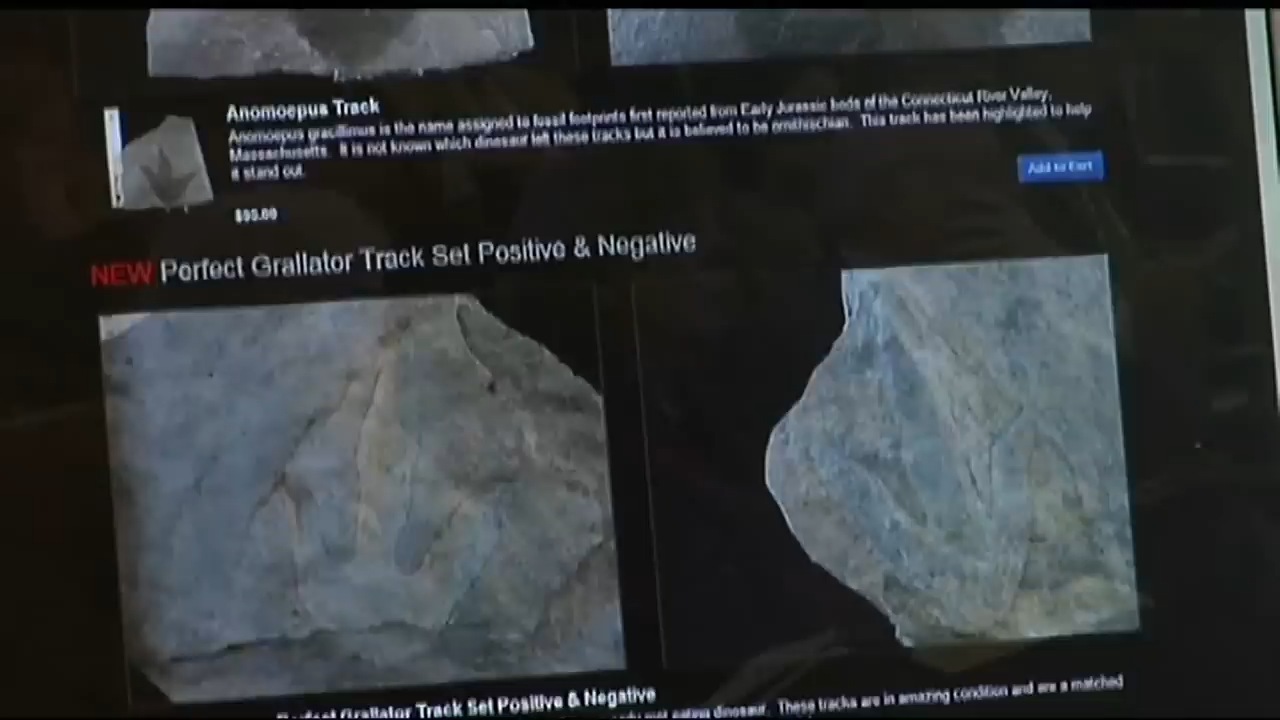 Anomoepus Track
Anomoepus gracillimus is the name assigned to fossil footprints first reported from Early Jurassic beds of the Connecticut River Valley,
Massachusetts. It is not known which dinosaur left these tracks but it is believed to be ornithischian. This track has been highlighted to help
it stand out.
Add to Cart
NEW Perfect Grallator Track Set Positive & Negative
Perfect Grallator Track Set Positive & Negative
meat eating dinosaur. These tracks are in amazing condition and are a matched